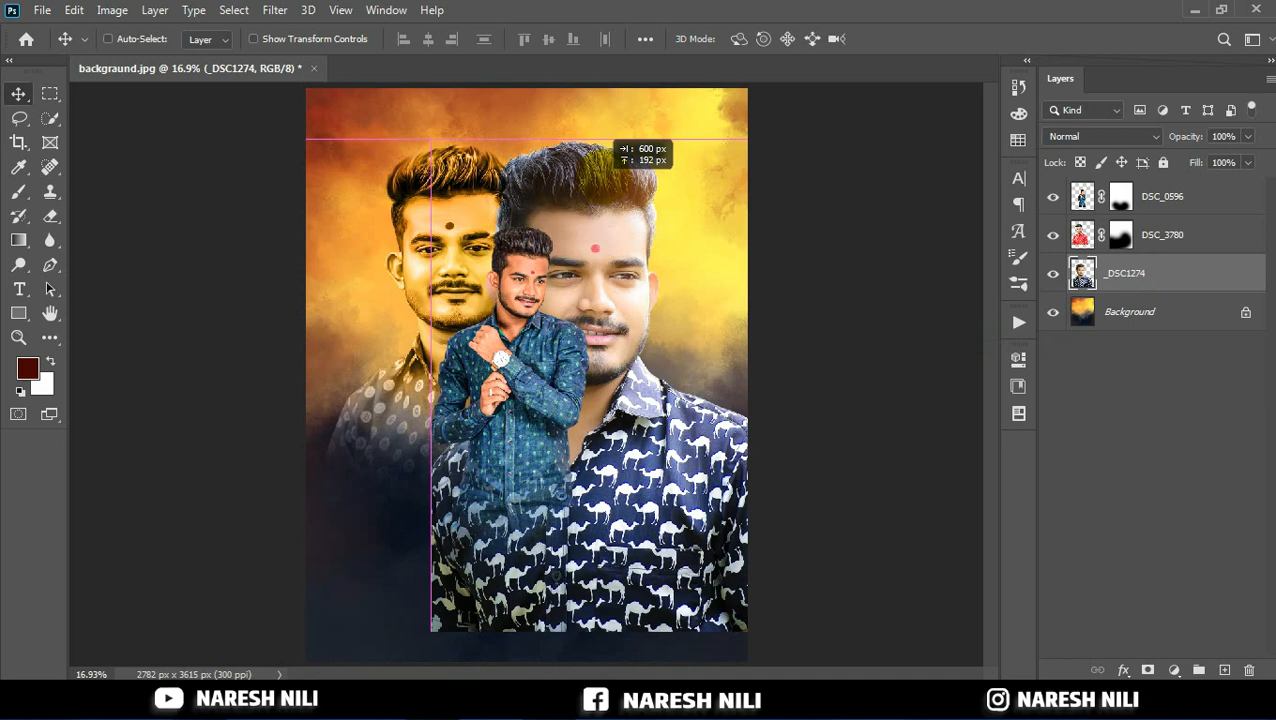 Ps File Edit Image Layer Type Select Filter 3D View Window Help
Auto-Select: Layer Show Transform Controls 3D Mode:
backgraund.jpg @ 16.9% (_DSC1274, RGB/8) * ×
Layers
Kind
Normal Opacity: 100%
Lock: Fill: 100%
600 px
192 px
DSC_0596
DSC_3780
_DSC1274
Background
16.93% 2782 px x 3615 px (300 ppi)
NARESH NILI NARESH NILI NARESH NILI